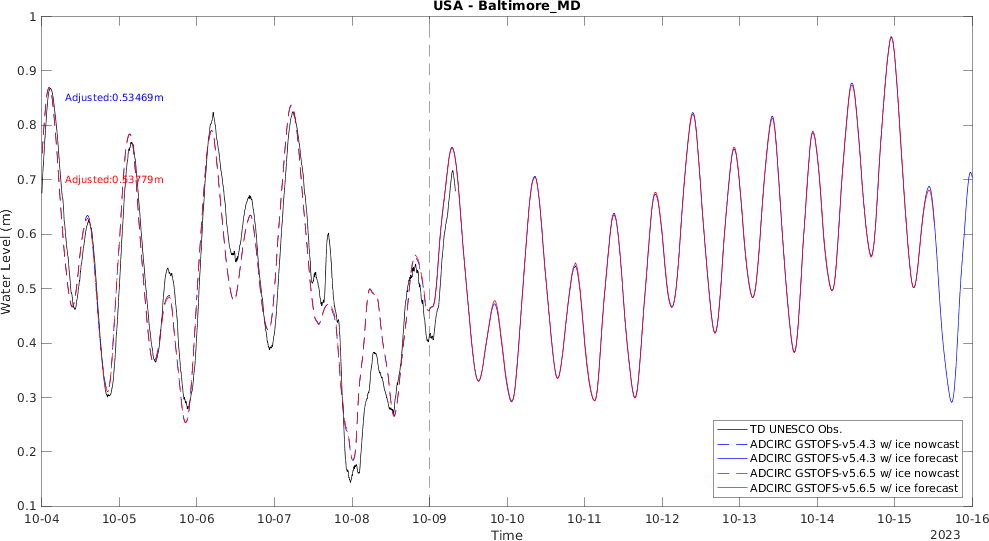 USA - Baltimore_MD
1
0.9
0.8
0.7
0.6
0.5
0.4
0.3
0.2
0.1
Water Level (m)
Adjusted:0.53469m
Adjusted:0.53779m
TD UNESCO Obs.
ADCIRC GSTOFS-v5.4.3 w/ ice nowcast
ADCIRC GSTOFS-v5.4.3 w/ ice forecast
ADCIRC GSTOFS-v5.6.5 w/ ice nowcast
ADCIRC GSTOFS-v5.6.5 w/ ice forecast
10-04 10-05 10-06 10-07 10-08 10-09 10-10 10-11 10-12 10-13 10-14 10-15 10-16
Time
2023